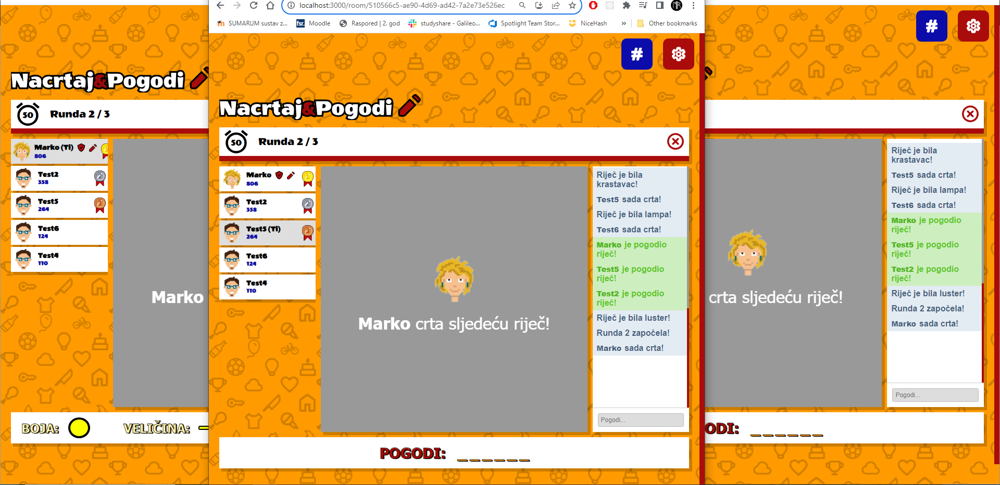 Nacrtaj&Pogodi
50
Runda 2 / 3
Marko (Ti)
806
Test2
358
2
Test5
264
3
Test6
124
Test4
110
Marko
BOJA:
VELIČINA:
localhost:3000/room/510566c5-ae90-4d69-ad42-7a2e73e526ec
SUMARUM sustav z...
fsr. Moodle
Raspored | 2. god
studyshare - Galileo...
Spotlight Team Stor...
NiceHash
»
Other bookmarks
#
Nacrtaj&Pogodi
50
Runda 2 / 3
Marko
806
1
Test2
358
2
Test5 (Ti)
264
3
Test6
124
Test4
110
Marko crta sljedeću riječ!
Riječ je bila
krastavac!
Test5 sada crta!
Riječ je bila lampa!
Test6 sada crta!
Marko je pogodio
riječ!
Test5 je pogodio
riječ!
Test2 je pogodio
riječ!
Riječ je bila luster!
Runda 2 započela!
Marko sada crta!
Pogodi...
POGODI: _ _ _ _ _ _
#
crta sljedeću riječ!
Riječ je bila
krastavac!
Test5 sada crta!
Riječ je bila lampa!
Test6 sada crta!
Marko je pogodio
riječ!
Test5 je pogodio
riječ!
Test2 je pogodio
riječ!
Riječ je bila luster!
Runda 2 započela!
Marko sada crta!
Pogodi...
ODI: _ _ _ _ _ _